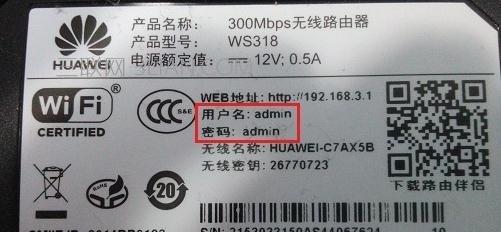 产品名称: 300Mbps无线路由器
产品型号: WS318
电源额定值: ⎓ 12V; 0.5A
HUAWEI
WiFi
CERTIFIED
CCC
S&E
WEB地址: http://192.168.3.1
用户名: admin
密码: admin
无线名称: HUAWEI-C7AX5B
无线密钥: 26770723
下载路由伴侣
20